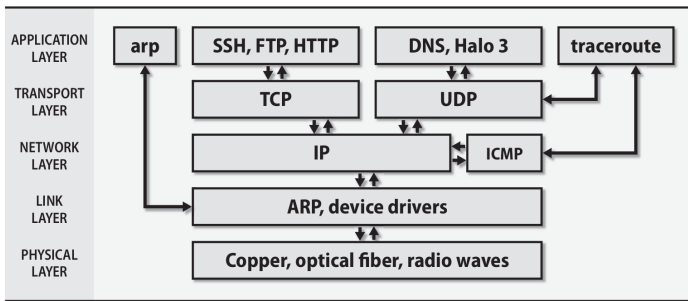 APPLICATION
LAYER
arp
SSH, FTP, HTTP
DNS, Halo 3
traceroute
TRANSPORT
LAYER
TCP
UDP
NETWORK
LAYER
IP
ICMP
LINK
LAYER
ARP, device drivers
PHYSICAL
LAYER
Copper, optical fiber, radio waves